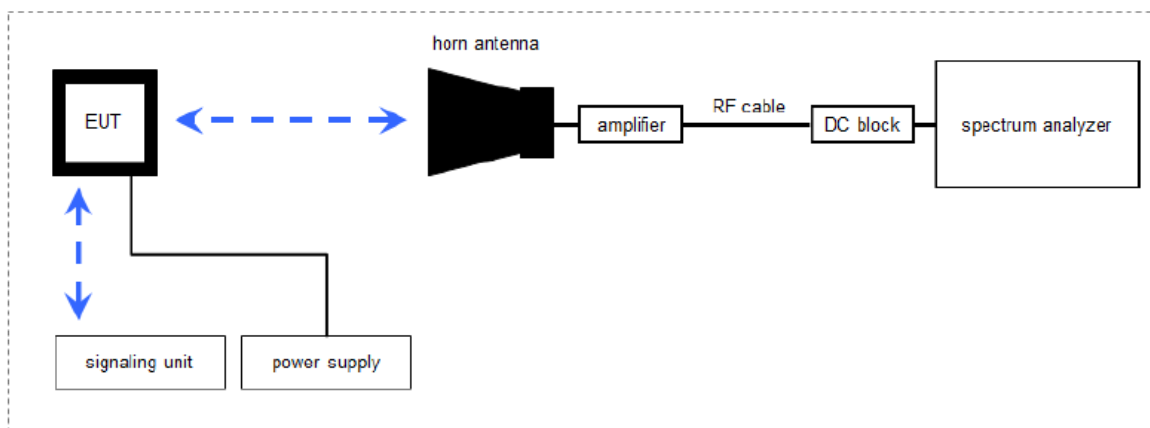 horn antenna
EUT
amplifier
RF cable
DC block
spectrum analyzer
signaling unit
power supply